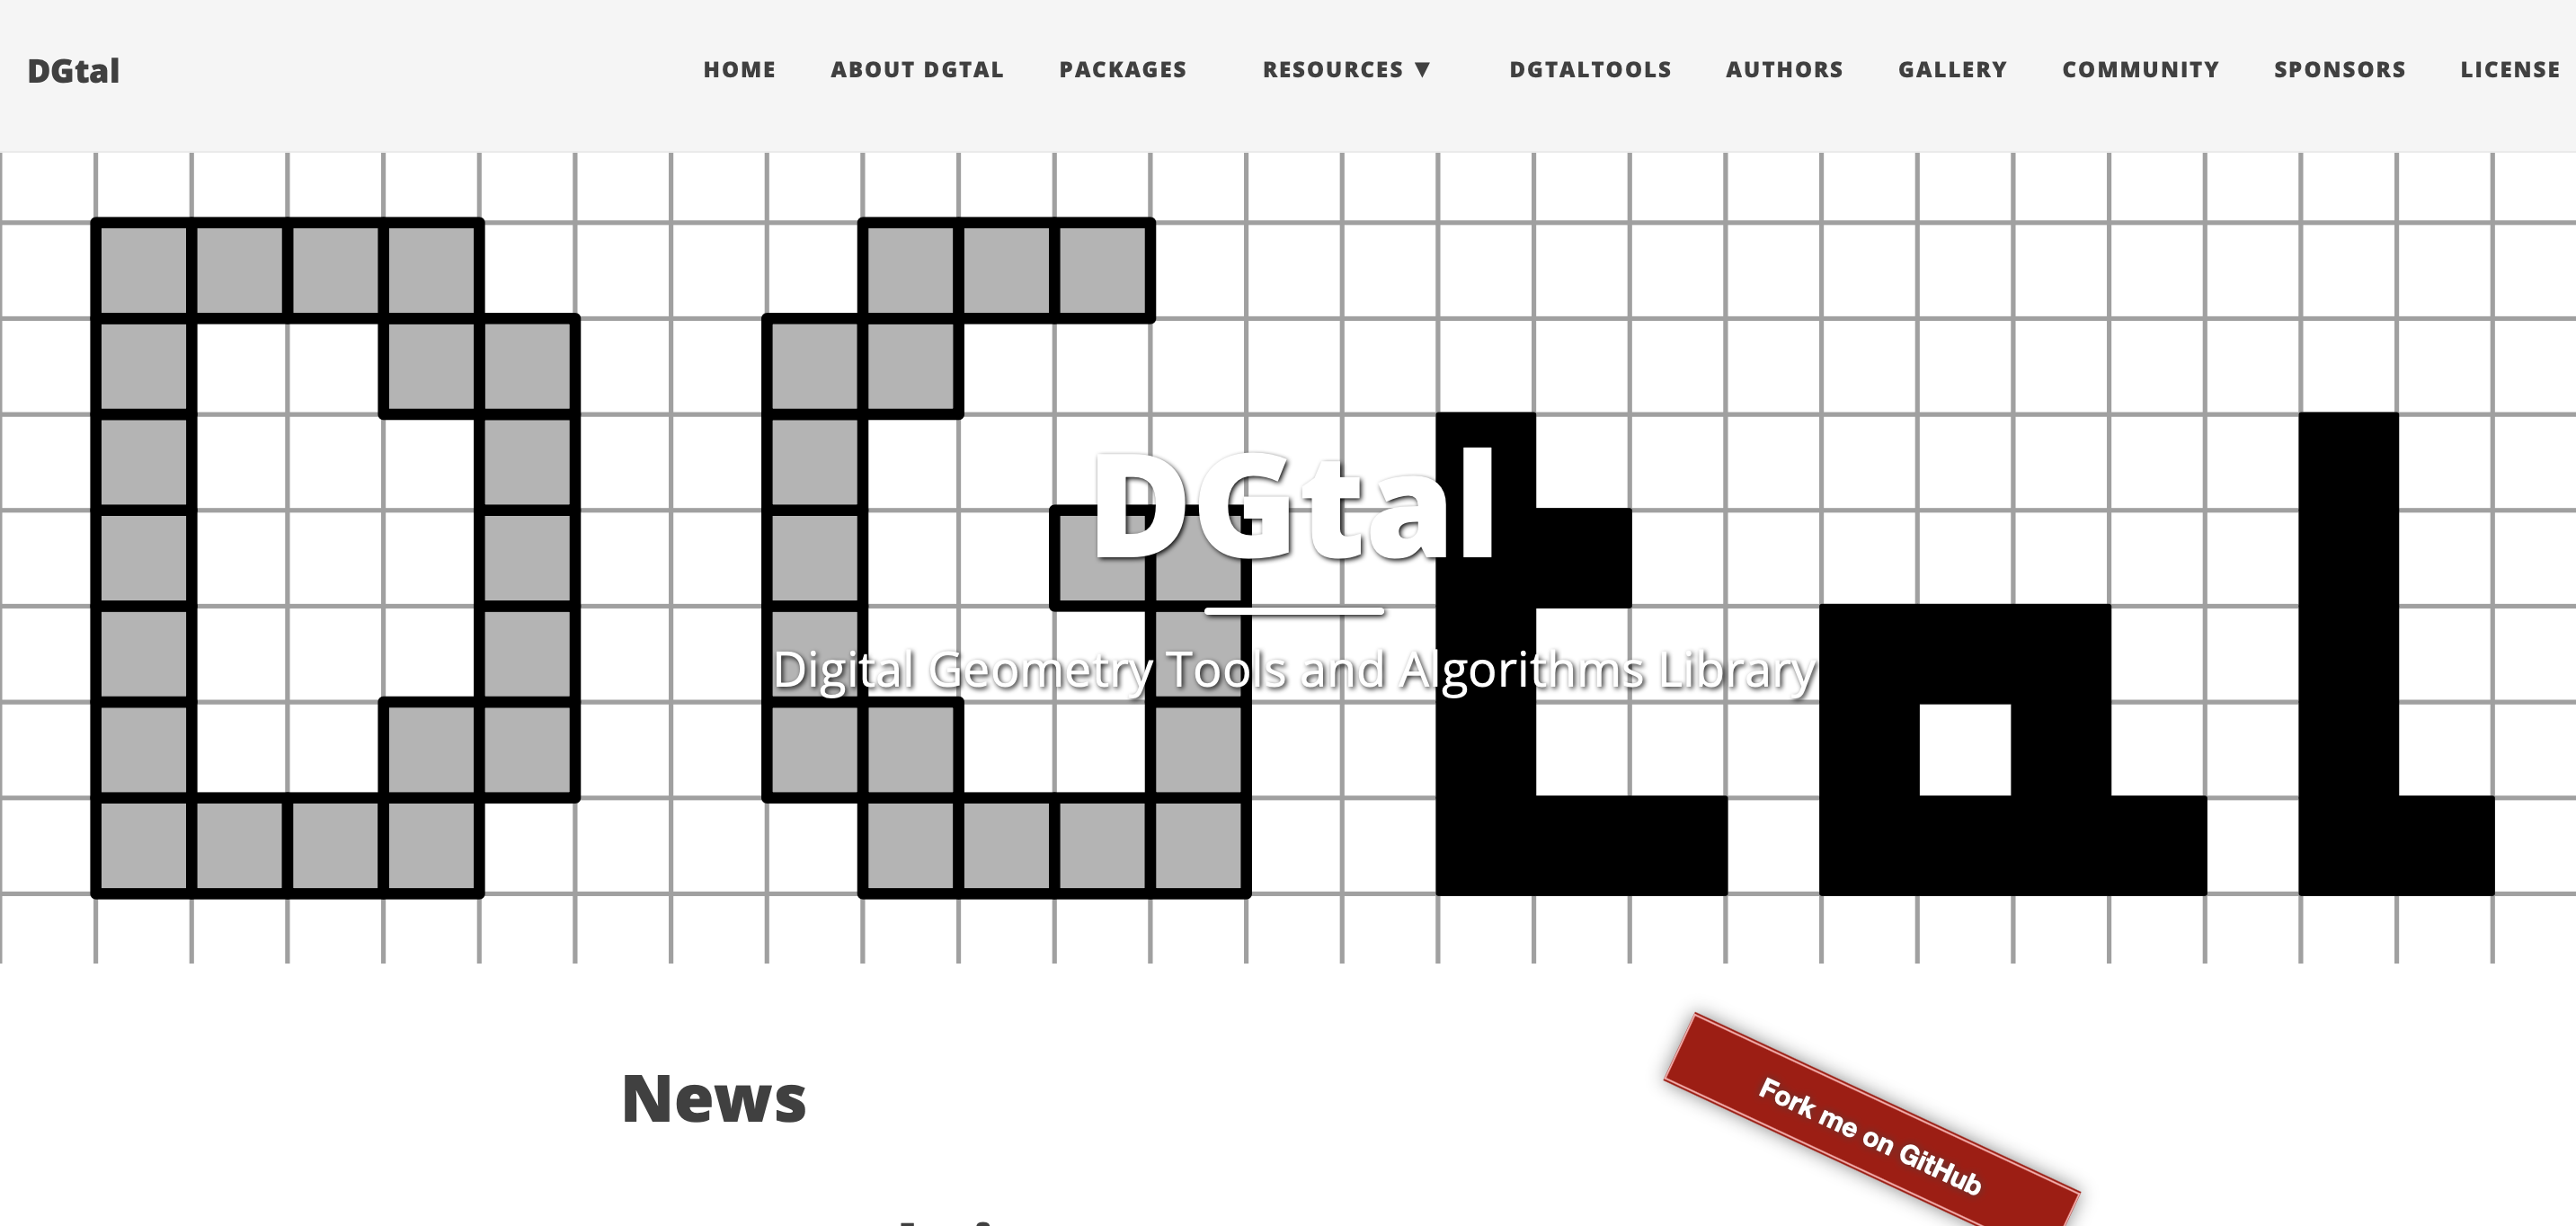 DGtal
HOME ABOUT DGTAL PACKAGES RESOURCES ▼ DGTALTOOLS AUTHORS GALLERY COMMUNITY SPONSORS LICENSE
DGtal
DGtal
Digital Geometry Tools and Algorithms Library
News
Fork me on GitHub